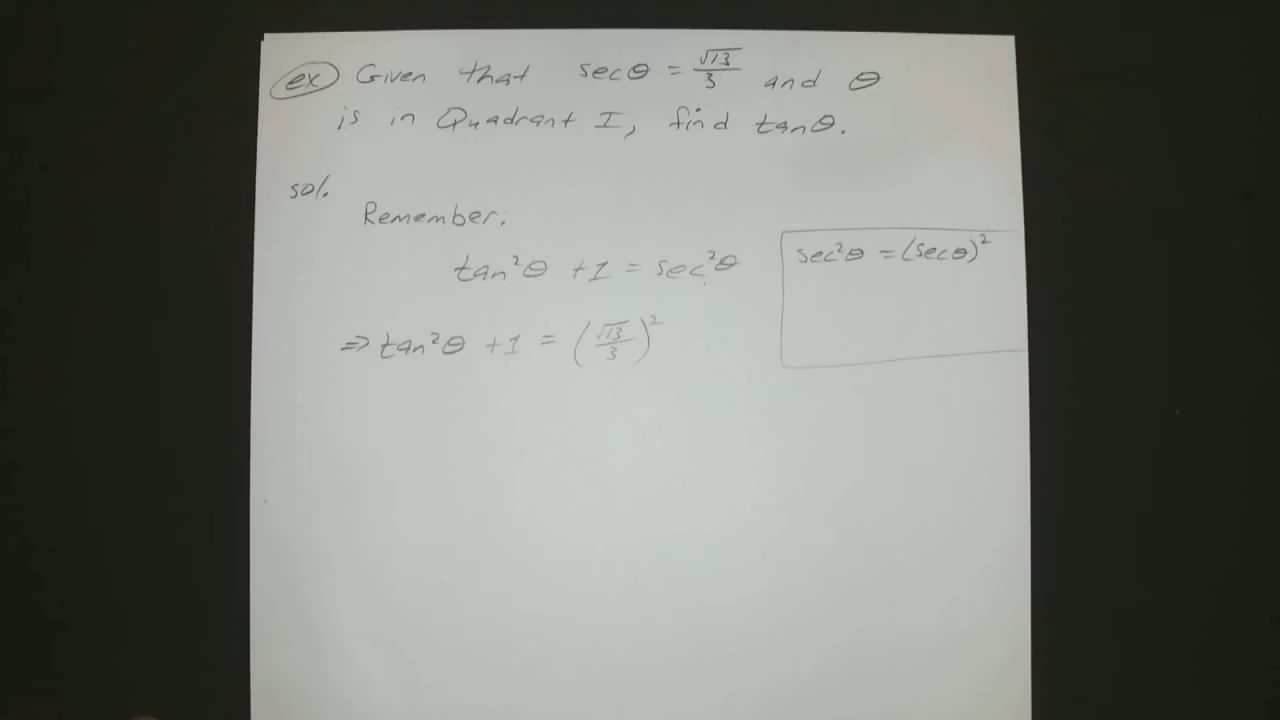 ex Given that secθ = √13/3 and θ
is in Quadrant I, find tanθ.
sol.
Remember.
tan²θ + 1 = sec²θ
sec²θ = (secθ)²
⇒ tan²θ + 1 = (√13/3)²